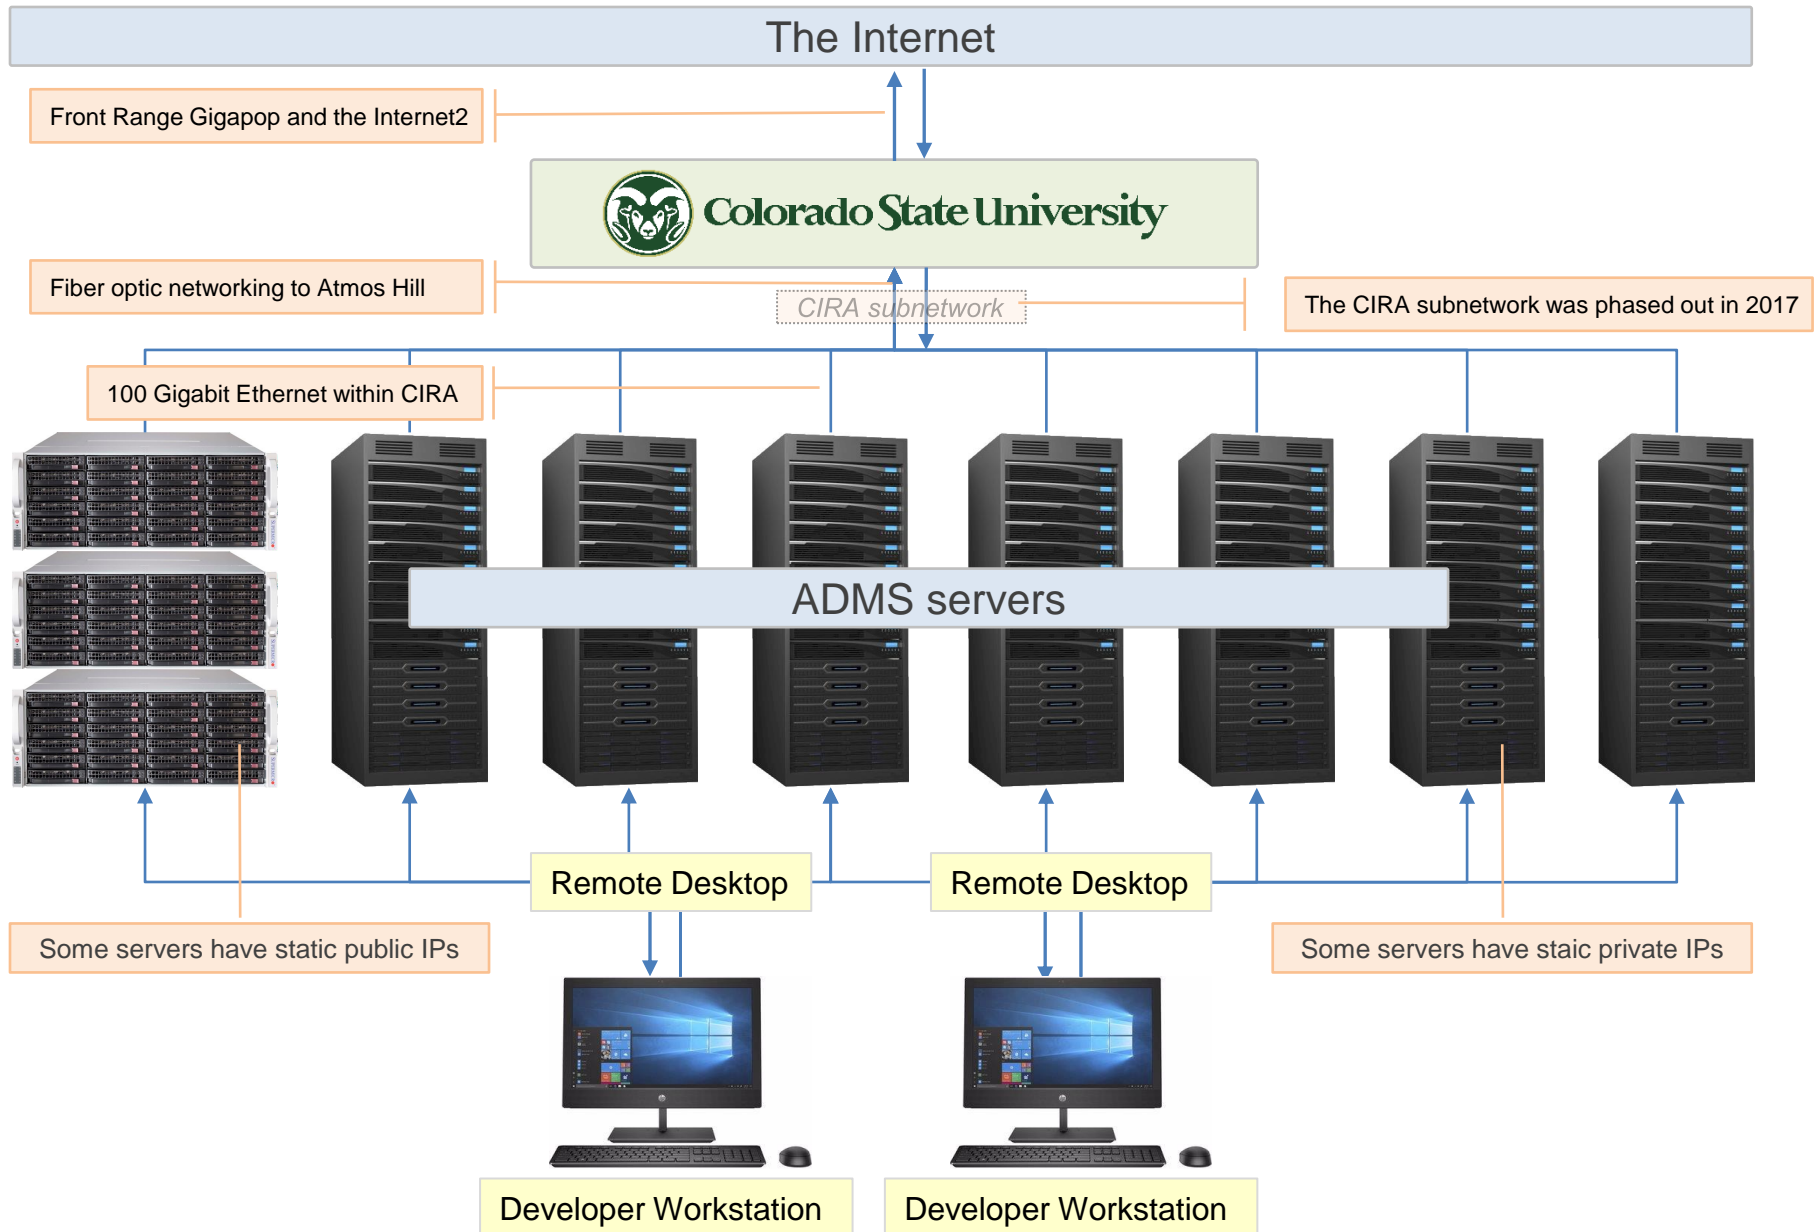 The Internet
Front Range Gigapop and the Internet2
Colorado State University
Fiber optic networking to Atmos Hill
CIRA subnetwork
The CIRA subnetwork was phased out in 2017
100 Gigabit Ethernet within CIRA
ADMS servers
Remote Desktop
Remote Desktop
Some servers have static public IPs
Some servers have staic private IPs
Developer Workstation
Developer Workstation